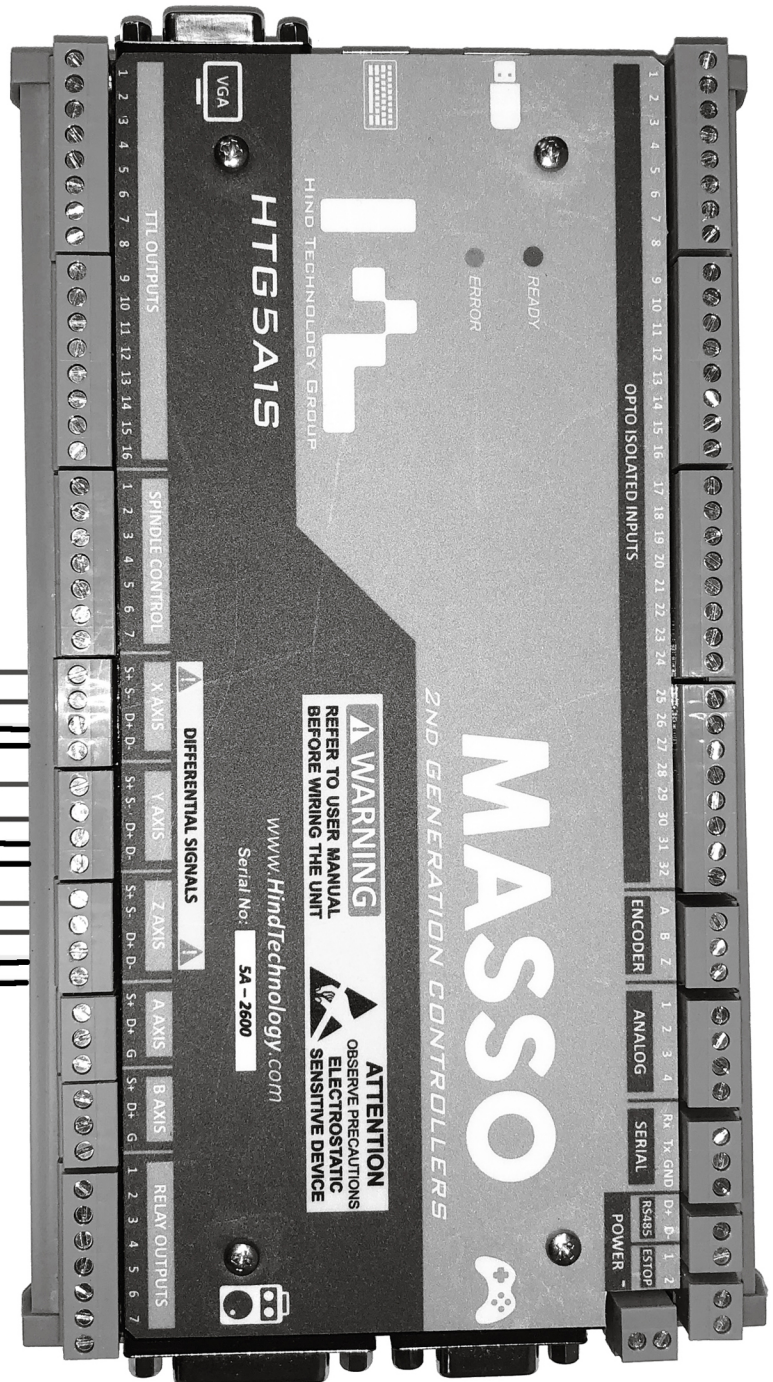 1 2 3 4 5 6 7 8 9 10 11 12 13 14 15 16 17 18 19 20 21 22 23 24 25 26 27 28 29 30 31 32
A B Z
1 2 3 4
Rx Tx GND
D+ D-
1 2
OPTO ISOLATED INPUTS
ENCODER
ANALOG
SERIAL
RS485
ESTOP
POWER -
READY
ERROR
MASSO
2ND GENERATION CONTROLLERS
HIND TECHNOLOGY GROUP
HTG5A1S
VGA
WARNING
REFER TO USER MANUAL
BEFORE WIRING THE UNIT
ATTENTION
OBSERVE PRECAUTIONS
ELECTROSTATIC
SENSITIVE DEVICE
www.HindTechnology.com
Serial No: 5A – 2600
DIFFERENTIAL SIGNALS
TTL OUTPUTS
SPINDLE CONTROL
X AXIS
Y AXIS
Z AXIS
A AXIS
B AXIS
RELAY OUTPUTS
1 2 3 4 5 6 7 8 9 10 11 12 13 14 15 16
1 2 3 4 5 6 7
S+ S- D+ D-
S+ S- D+ D-
S+ S- D+ D-
S+ D+ G
S+ D+ G
1 2 3 4 5 6 7